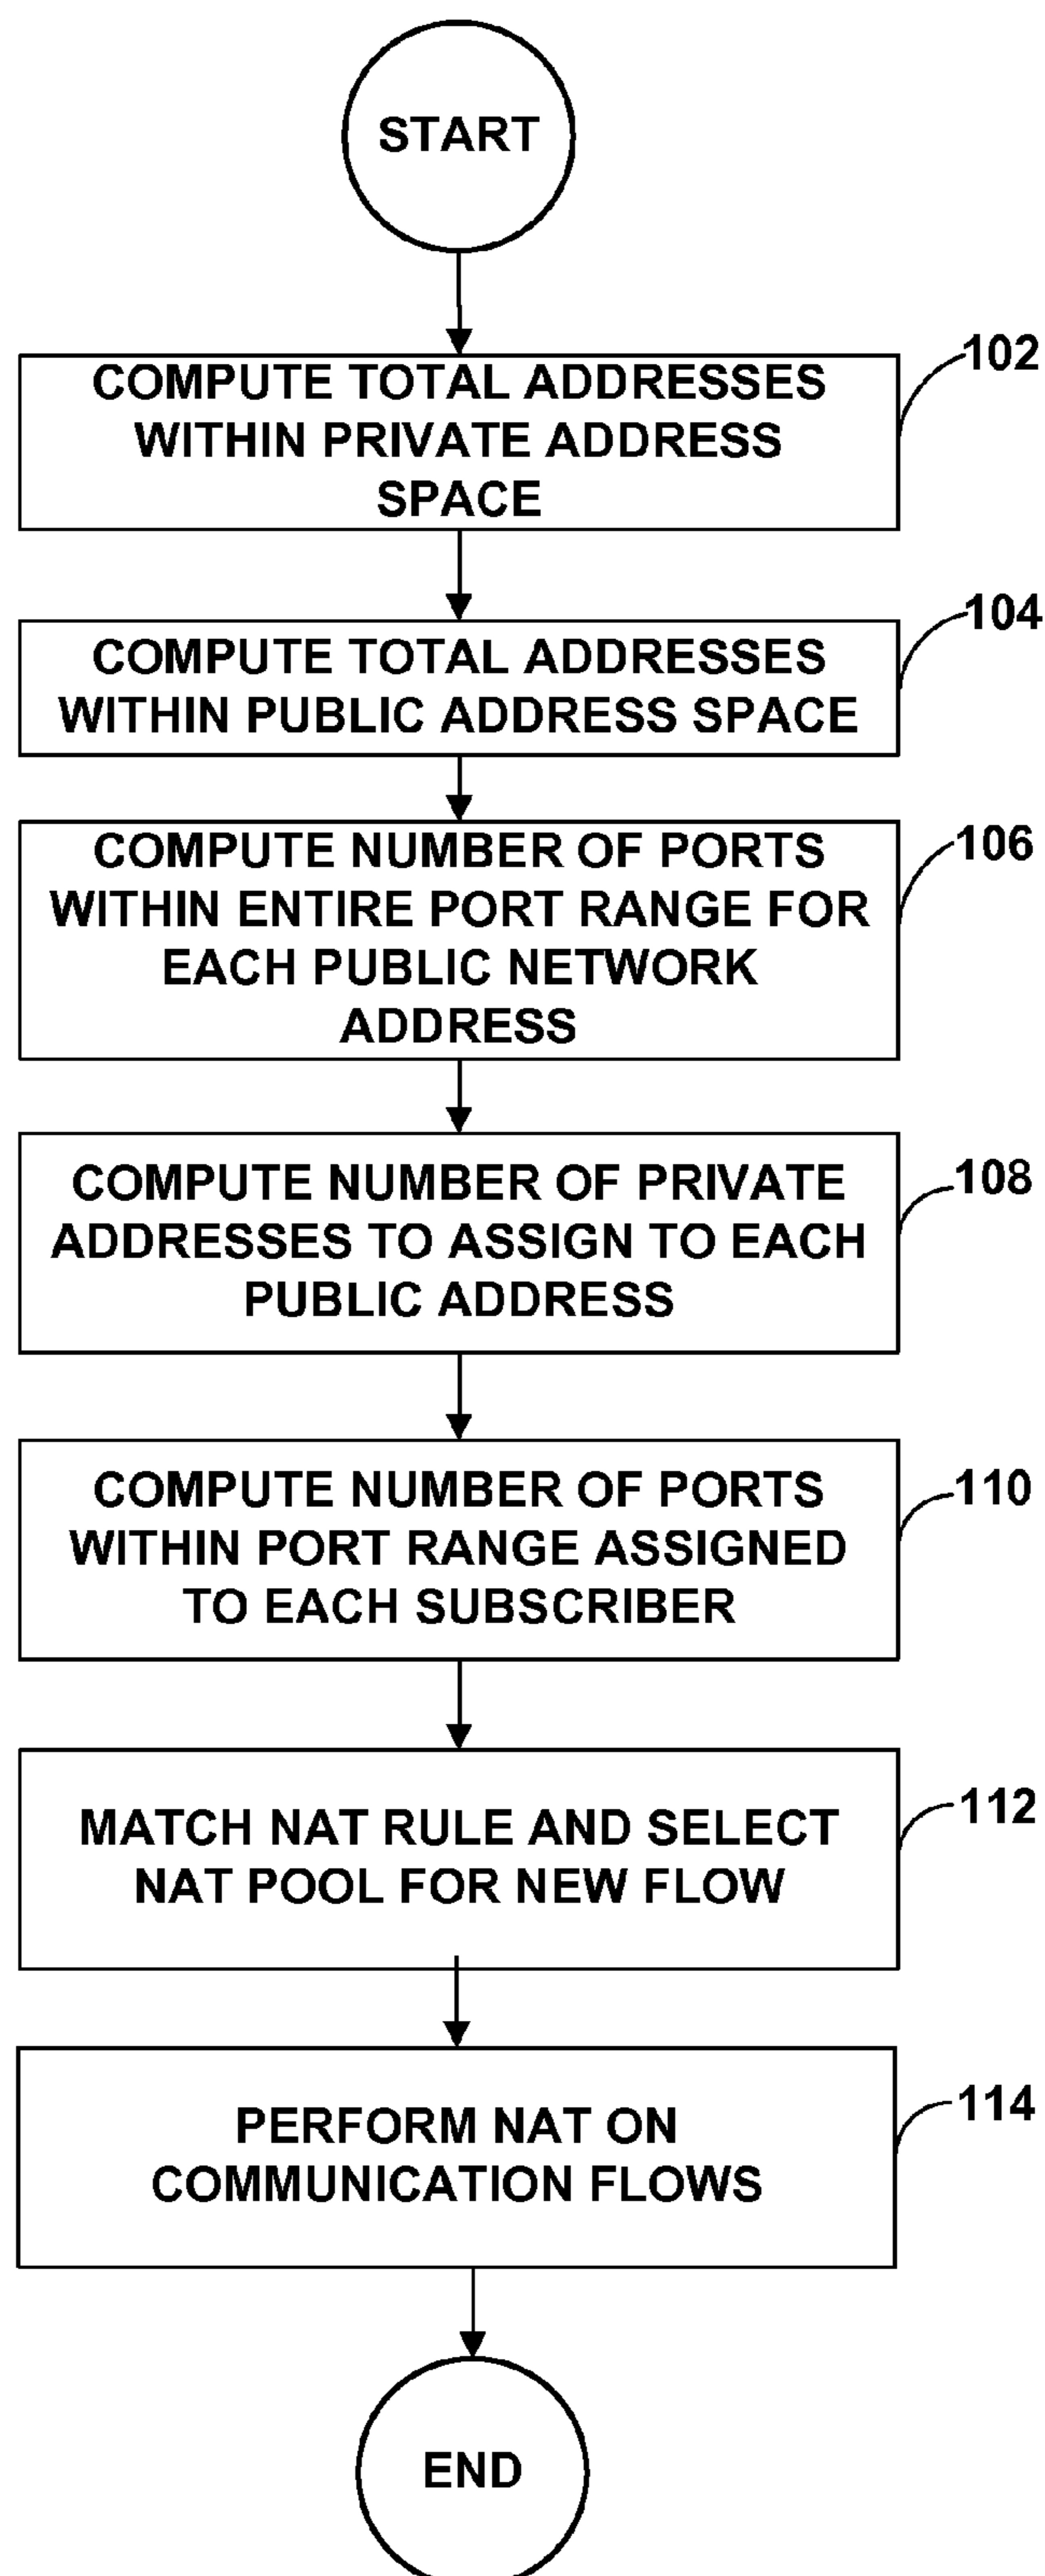 START
102
COMPUTE TOTAL ADDRESSES
WITHIN PRIVATE ADDRESS
SPACE
104
COMPUTE TOTAL ADDRESSES
WITHIN PUBLIC ADDRESS SPACE
106
COMPUTE NUMBER OF PORTS
WITHIN ENTIRE PORT RANGE FOR
EACH PUBLIC NETWORK
ADDRESS
108
COMPUTE NUMBER OF PRIVATE
ADDRESSES TO ASSIGN TO EACH
PUBLIC ADDRESS
110
COMPUTE NUMBER OF PORTS
WITHIN PORT RANGE ASSIGNED
TO EACH SUBSCRIBER
112
MATCH NAT RULE AND SELECT
NAT POOL FOR NEW FLOW
114
PERFORM NAT ON
COMMUNICATION FLOWS
END